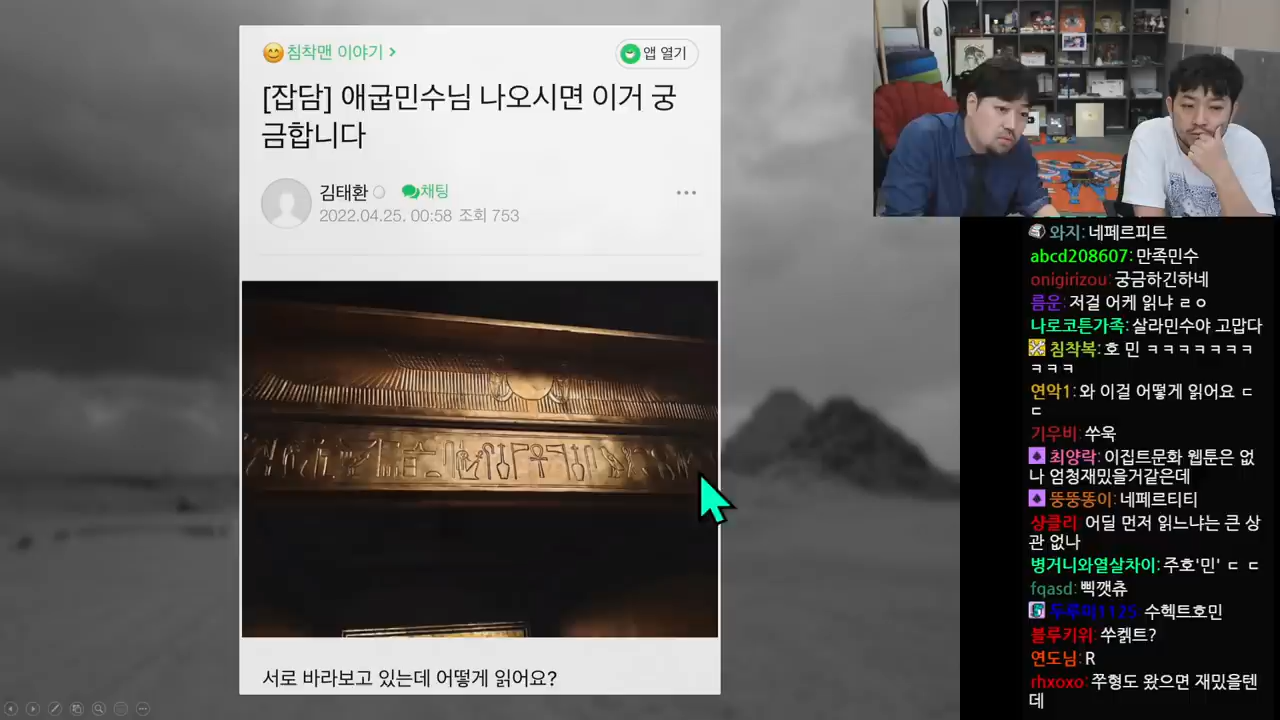 침착맨 이야기 >
앱 열기
[잡담] 애굽민수님 나오시면 이거 궁
금합니다
김태환
채팅
2022.04.25. 00:58 조회 753
서로 바라보고 있는데 어떻게 읽어요?
와지: 네페르피트
abcd208607: 만족민수
onigirizou: 궁금하긴하네
름운: 저걸 어케 읽냐 ㄹㅇ
나로코튼가족: 살라민수야 고맙다
침착복: 호 민 ㅋㅋㅋㅋㅋㅋㅋ
ㅋㅋㅋ
연악1: 와 이걸 어떻게 읽어요 ㄷ
ㄷ
기우비: 쑤욱
최양락: 이집트문화 웹툰은 없
나 엄청재밌을거같은데
뚱뚱똥이: 네페르티티
샹클리: 어딜 먼저 읽느냐는 큰 상
관 없나
병거니와열살차이: 주호'민' ㄷ ㄷ
fqasd: 삑깻츄
두루미1125: 수헥트호민
블루키위: 쑤켉트?
연도님: R
rhxoxo: 쭈형도 왔으면 재밌을텐
데